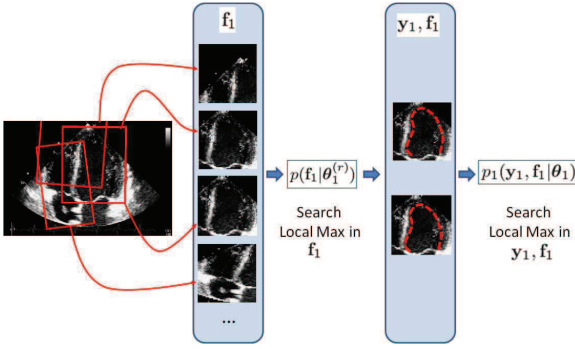 f₁
y₁, f₁
p(f₁|θ₁⁽ʳ⁾)
p₁(y₁, f₁|θ₁)
Search
Local Max in
f₁
Search
Local Max in
y₁, f₁
...